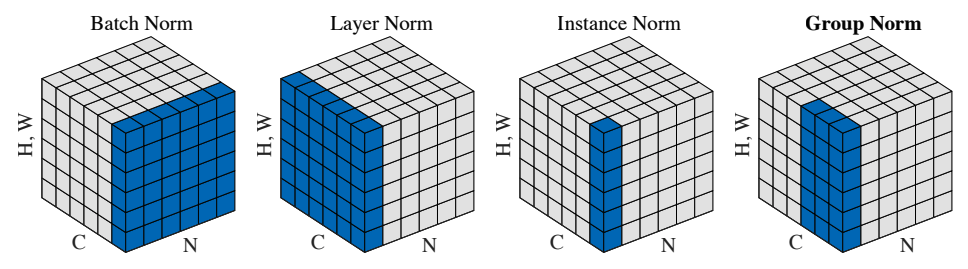 Batch Norm
H, W
C
N
Layer Norm
H, W
C
N
Instance Norm
H, W
C
N
Group Norm
H, W
C
N